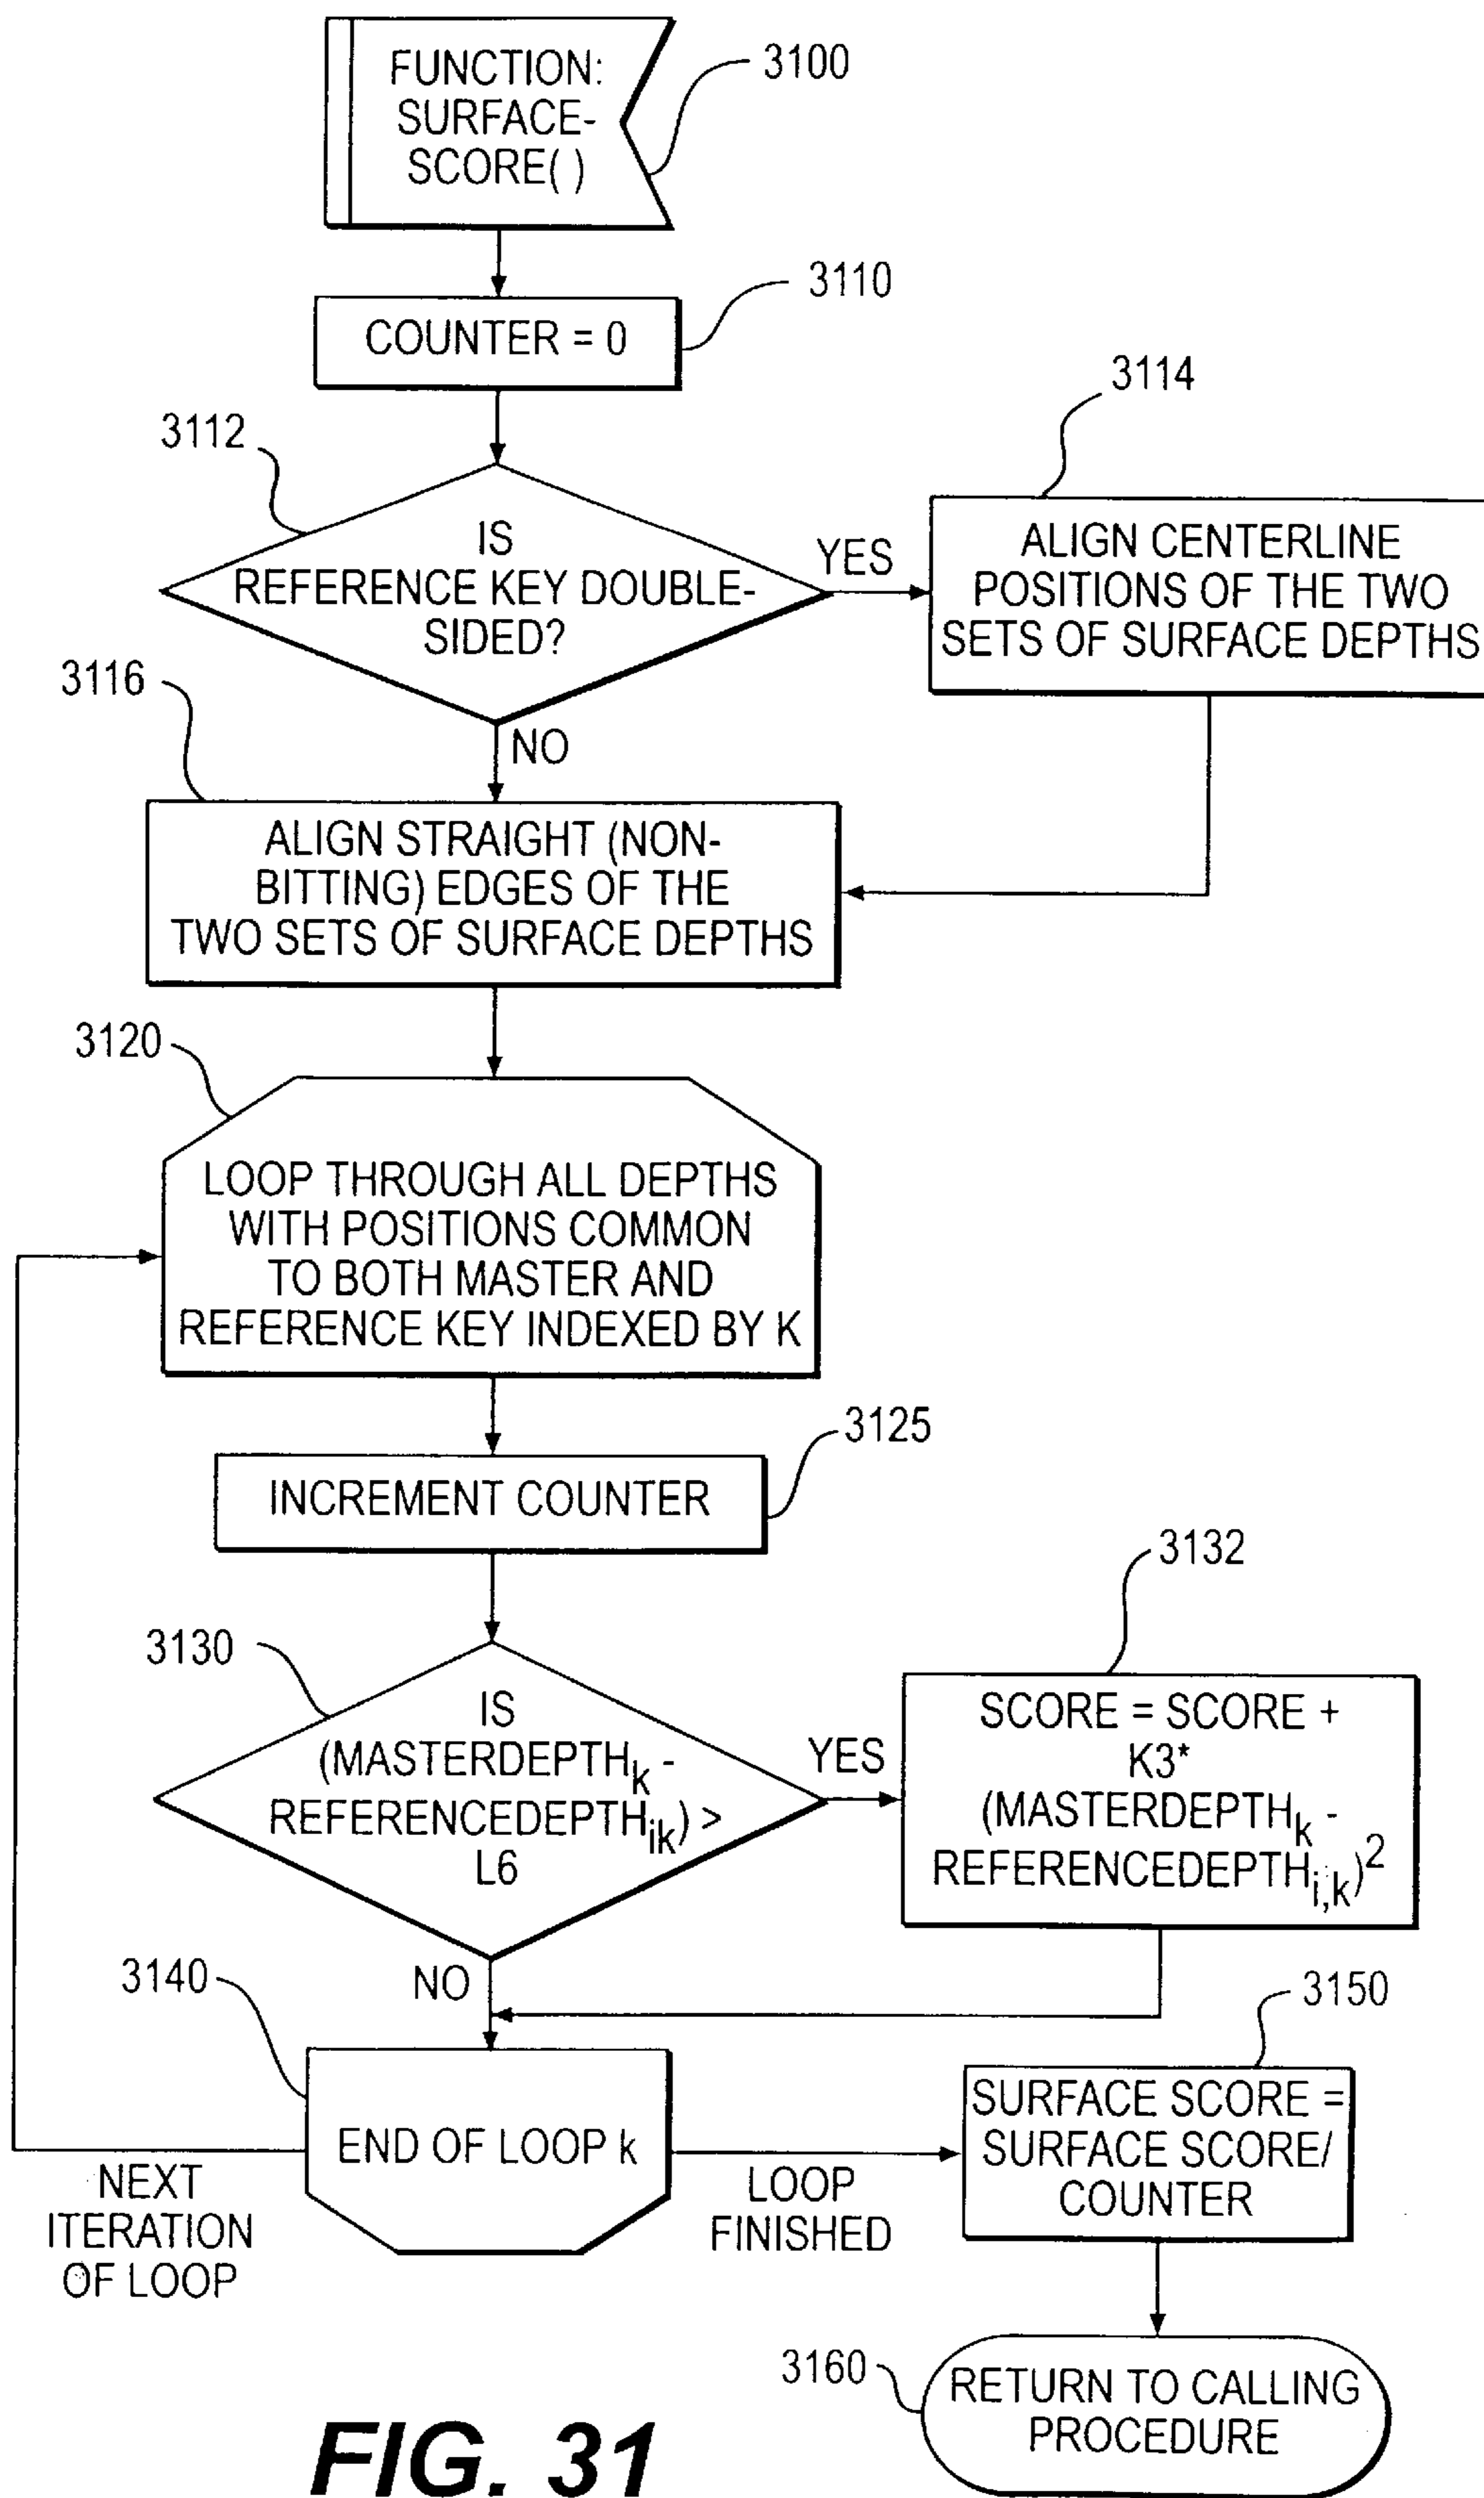 FUNCTION:
SURFACE-
SCORE( )
3100
3110
COUNTER = 0
3114
3112
IS
REFERENCE KEY DOUBLE-
SIDED?
YES
ALIGN CENTERLINE
POSITIONS OF THE TWO
SETS OF SURFACE DEPTHS
3116
NO
ALIGN STRAIGHT (NON-
BITTING) EDGES OF THE
TWO SETS OF SURFACE DEPTHS
3120
LOOP THROUGH ALL DEPTHS
WITH POSITIONS COMMON
TO BOTH MASTER AND
REFERENCE KEY INDEXED BY K
3125
INCREMENT COUNTER
3132
3130
IS
(MASTERDEPTHk -
REFERENCEDEPTHik) >
L6
YES
SCORE = SCORE +
K3*
(MASTERDEPTHk -
REFERENCEDEPTHi,k)2
NO
3140
3150
END OF LOOP k
SURFACE SCORE =
SURFACE SCORE/
COUNTER
NEXT
ITERATION
OF LOOP
LOOP
FINISHED
3160
RETURN TO CALLING
PROCEDURE
FIG. 31